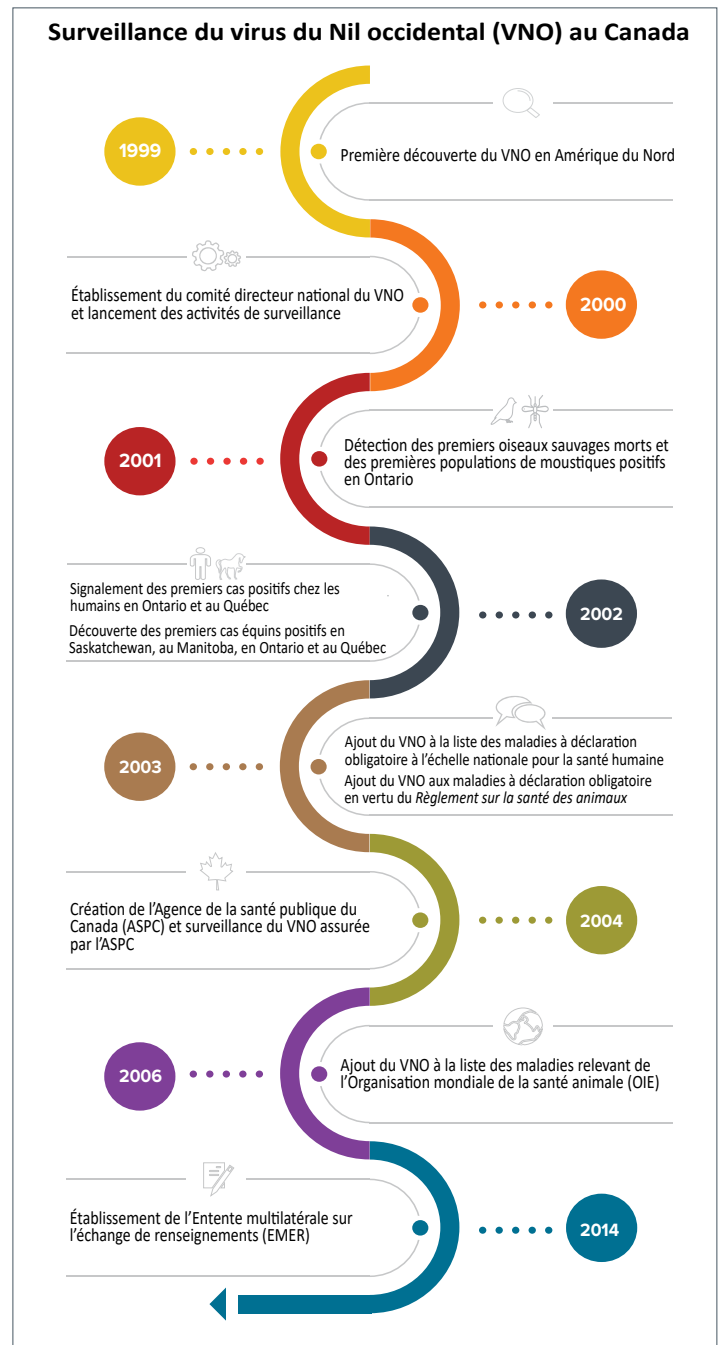 Surveillance du virus du Nil occidental (VNO) au Canada
1999
Première découverte du VNO en Amérique du Nord
Établissement du comité directeur national du VNO
et lancement des activités de surveillance
2000
2001
Détection des premiers oiseaux sauvages morts et
des premières populations de moustiques positifs
en Ontario
Signalement des premiers cas positifs chez les
humains en Ontario et au Québec
Découverte des premiers cas équins positifs en
Saskatchewan, au Manitoba, en Ontario et au Québec
2002
2003
Ajout du VNO à la liste des maladies à déclaration
obligatoire à l'échelle nationale pour la santé humaine
Ajout du VNO aux maladies à déclaration obligatoire
en vertu du Règlement sur la santé des animaux
Création de l'Agence de la santé publique du
Canada (ASPC) et surveillance du VNO assurée
par l'ASPC
2004
2006
Ajout du VNO à la liste des maladies relevant de
l'Organisation mondiale de la santé animale (OIE)
Établissement de l'Entente multilatérale sur
l'échange de renseignements (EMER)
2014